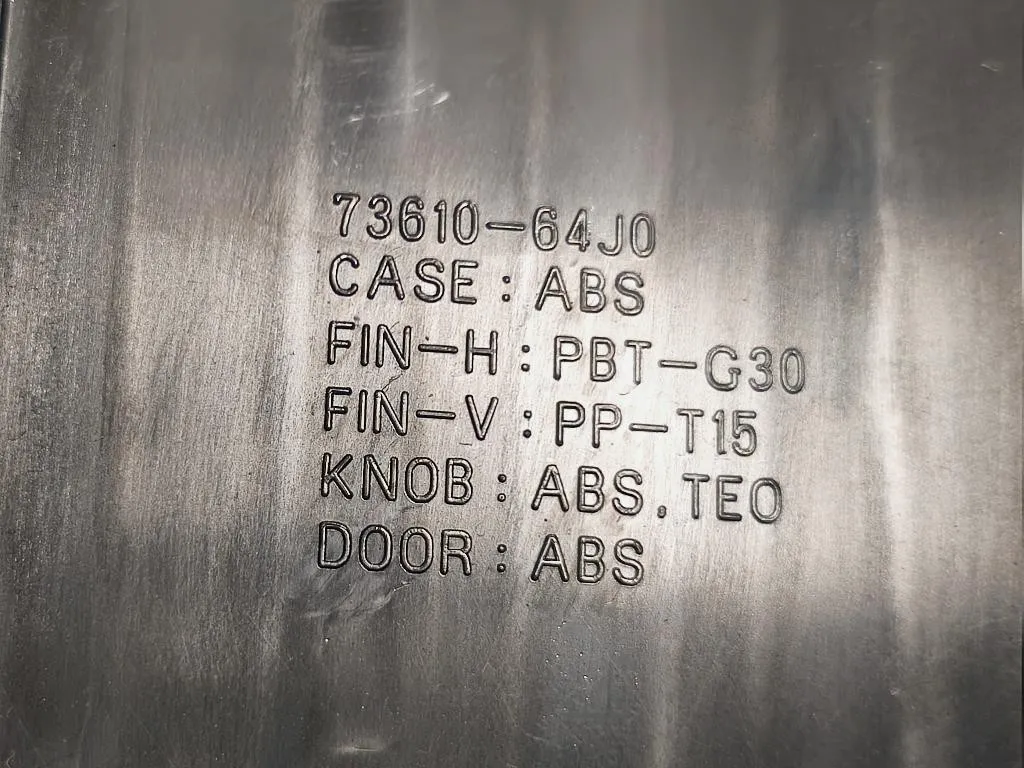 73610-64J0
CASE : ABS
FIN-H : PBT-G30
FIN-V : PP-T15
KNOB : ABS.TEO
DOOR : ABS